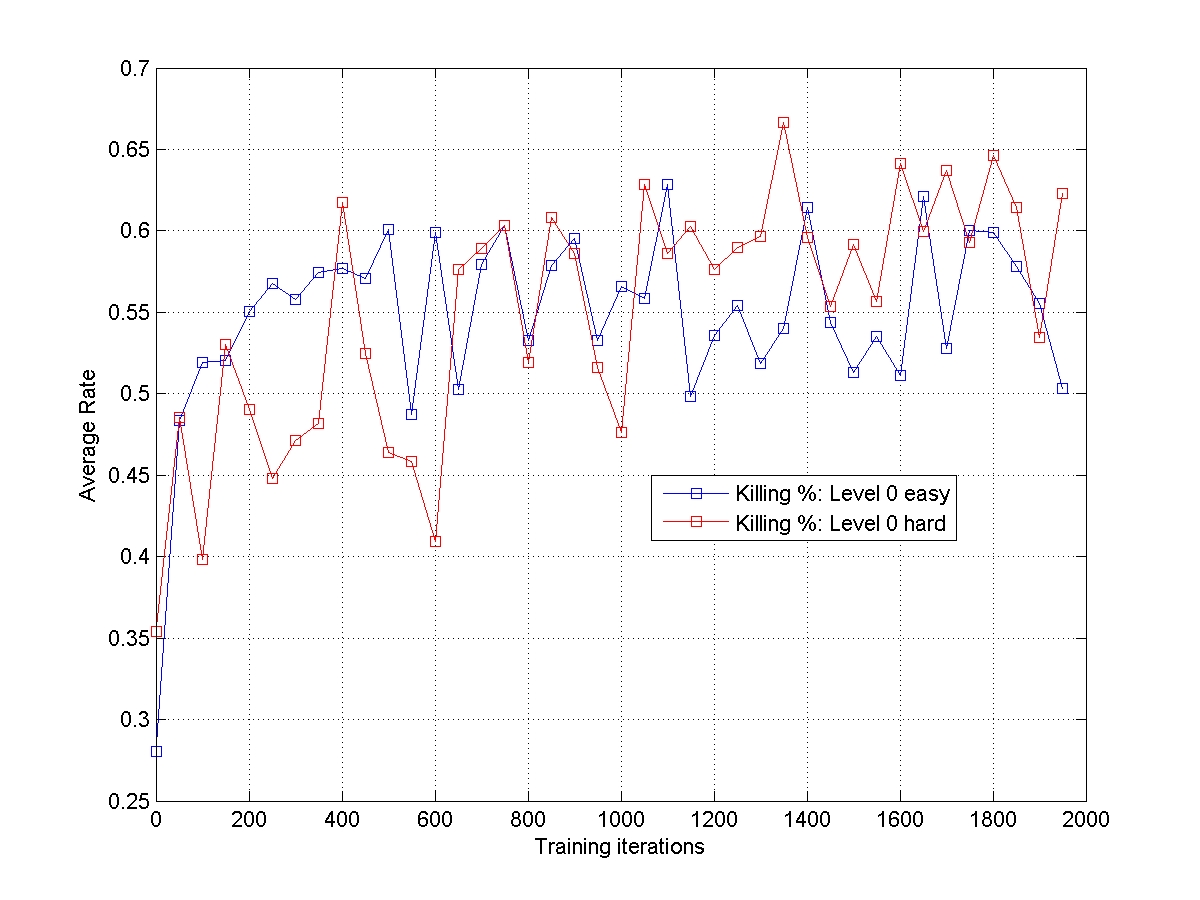 0.7
0.65
0.6
0.55
0.5
0.45
0.4
0.35
0.3
0.25
Average Rate
Killing %: Level 0 easy
Killing %: Level 0 hard
0 200 400 600 800 1000 1200 1400 1600 1800 2000
Training iterations